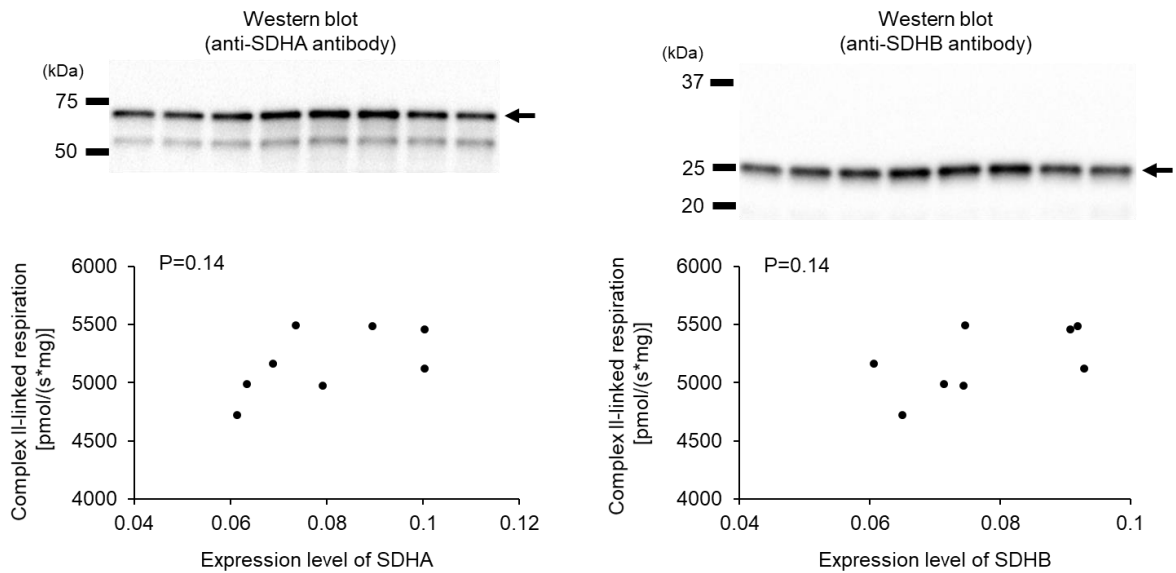 Western blot
(anti-SDHA antibody)
(kDa)
75
50
Western blot
(anti-SDHB antibody)
(kDa)
37
25
20
P=0.14
6000
5500
5000
4500
4000
Complex II-linked respiration
[pmol/(s*mg)]
0.04 0.06 0.08 0.1 0.12
Expression level of SDHA
P=0.14
6000
5500
5000
4500
4000
Complex II-linked respiration
[pmol/(s*mg)]
0.04 0.06 0.08 0.1
Expression level of SDHB